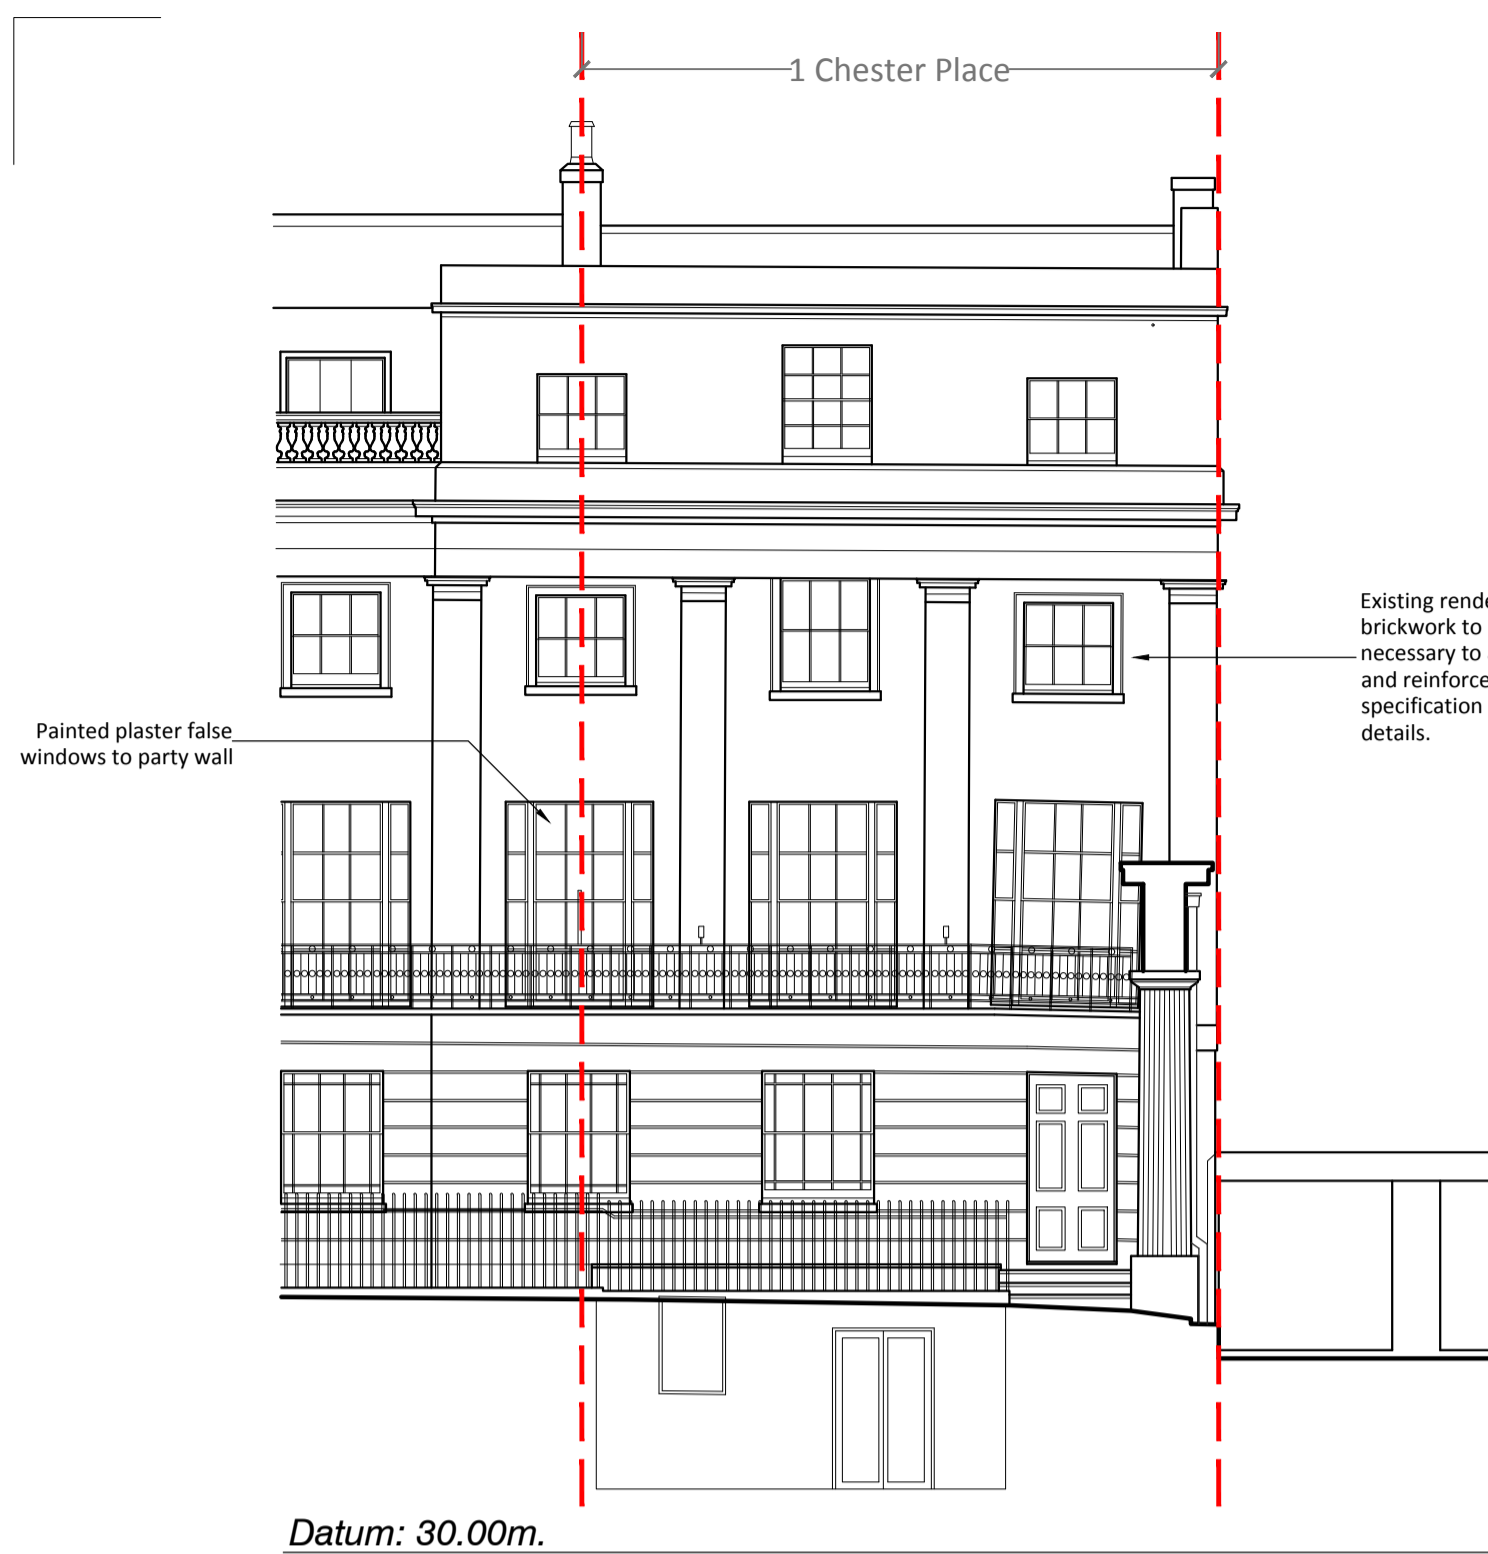 1 Chester Place
Existing rende
brickwork to
necessary to
and reinforce
specification
details.
Painted plaster false
windows to party wall
Datum: 30.00m.